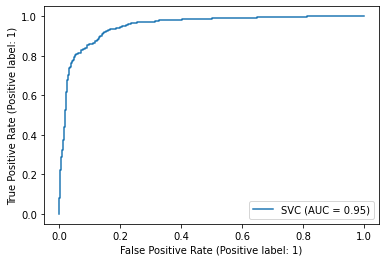 1.0
0.8
0.6
0.4
0.2
0.0
True Positive Rate (Positive label: 1)
SVC (AUC = 0.95)
0.0 0.2 0.4 0.6 0.8 1.0
False Positive Rate (Positive label: 1)